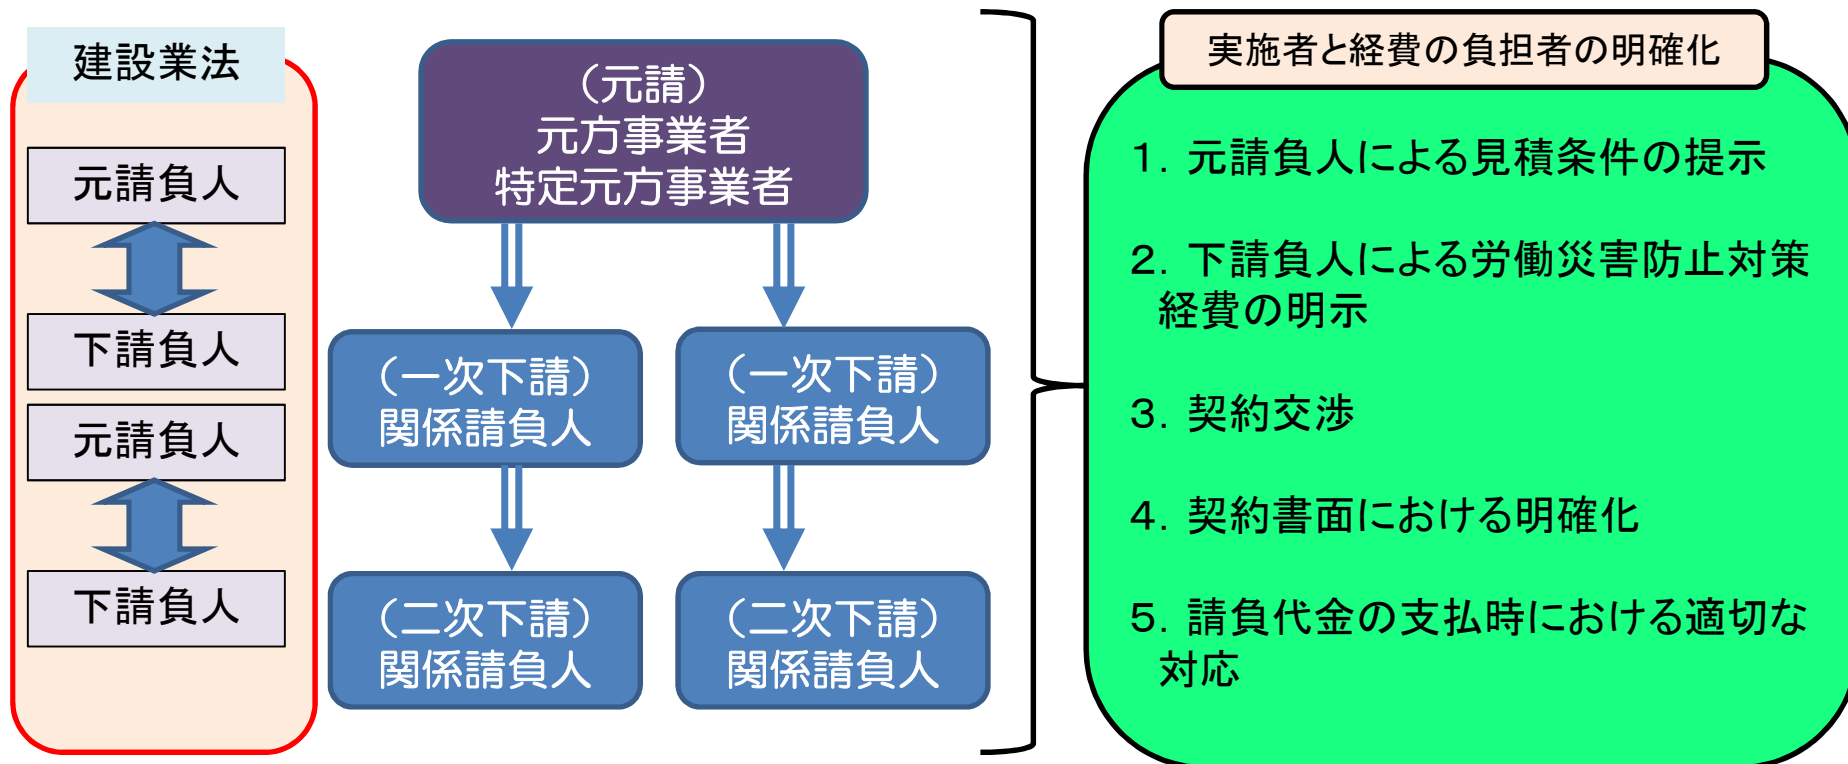 建設業法
元請負人
下請負人
元請負人
下請負人
（元請）
元方事業者
特定元方事業者
（一次下請）
関係請負人
（一次下請）
関係請負人
（二次下請）
関係請負人
（二次下請）
関係請負人
実施者と経費の負担者の明確化
１．元請負人による見積条件の提示
２．下請負人による労働災害防止対策
経費の明示
３．契約交渉
４．契約書面における明確化
５．請負代金の支払時における適切な
対応